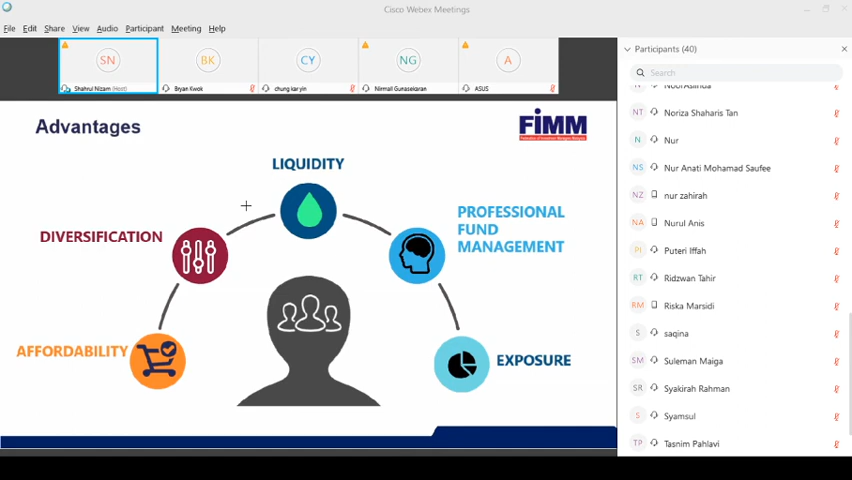 Cisco Webex Meetings
File Edit Share View Audio Participant Meeting Help
SN
Shahrul Nizam (Host)
BK
Bryan Kwok
CY
chung kar yin
NG
Nirmall Gunasekaran
A
ASUS
Advantages
FiMM
LIQUIDITY
DIVERSIFICATION
PROFESSIONAL
FUND
MANAGEMENT
AFFORDABILITY
EXPOSURE
Participants (40)
Search
NT Noriza Shaharis Tan
N Nur
NS Nur Anati Mohamad Saufee
NZ nur zahirah
NA Nurul Anis
PI Puteri Iffah
RT Ridzwan Tahir
RM Riska Marsidi
S saqina
SM Suleman Maiga
SR Syakirah Rahman
S Syamsul
TP Tasnim Pahlavi